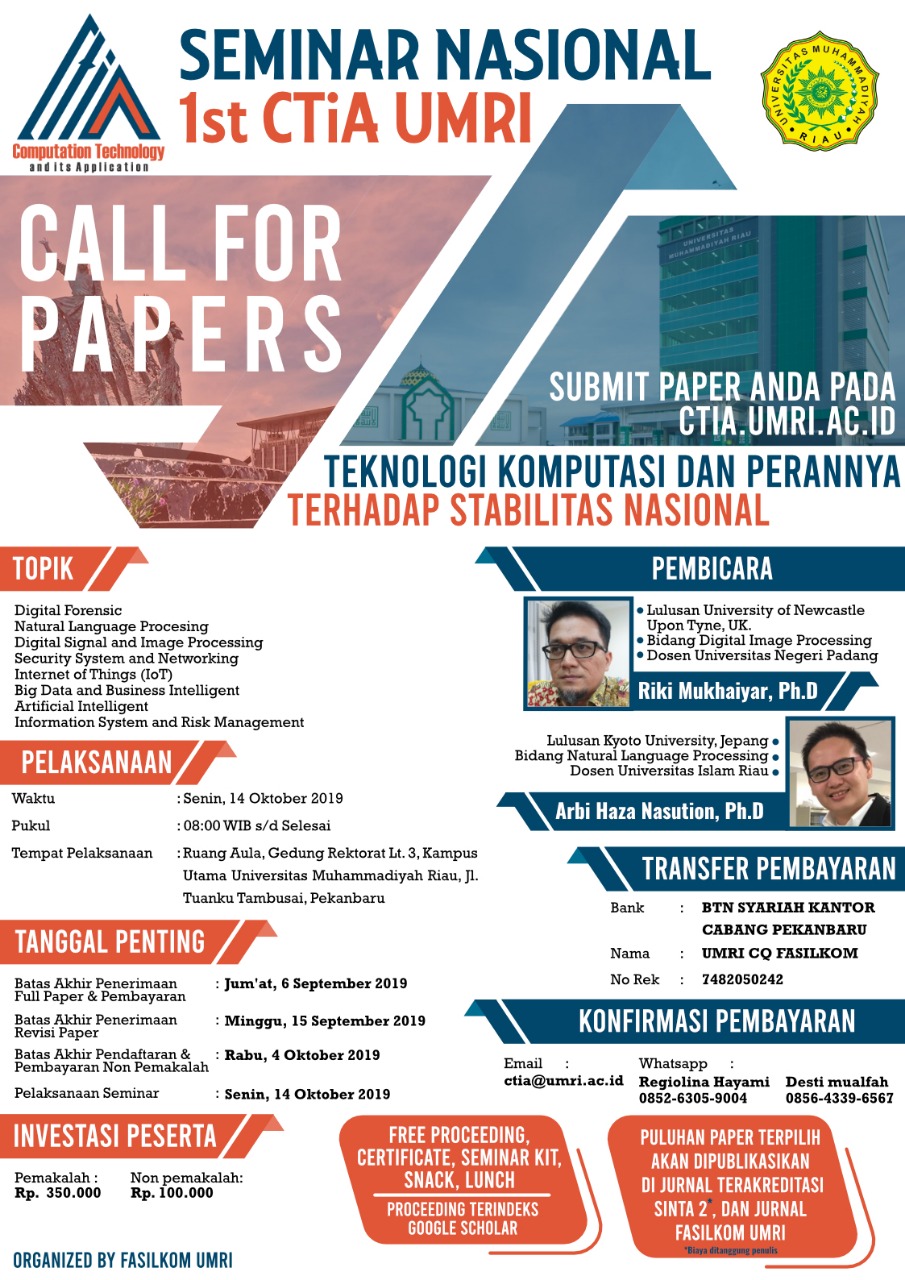 Computation Technology
and its Application
SEMINAR NASIONAL
1st CTiA UMRI
UNIVERSITAS MUHAMMADIYAH
RIAU
CALL FOR
PAPERS
UNIVERSITAS
MUHAMMADIYAH RIAU
SUBMIT PAPER ANDA PADA
CTIA.UMRI.AC.ID
TEKNOLOGI KOMPUTASI DAN PERANNYA
TERHADAP STABILITAS NASIONAL
TOPIK
Digital Forensic
Natural Language Procesing
Digital Signal and Image Processing
Security System and Networking
Internet of Things (IoT)
Big Data and Business Intelligent
Artificial Intelligent
Information System and Risk Management
PELAKSANAAN
Waktu : Senin, 14 Oktober 2019
Pukul : 08:00 WIB s/d Selesai
Tempat Pelaksanaan : Ruang Aula, Gedung Rektorat Lt. 3, Kampus
Utama Universitas Muhammadiyah Riau, Jl.
Tuanku Tambusai, Pekanbaru
TANGGAL PENTING
Batas Akhir Penerimaan
Full Paper & Pembayaran : Jum'at, 6 September 2019
Batas Akhir Penerimaan
Revisi Paper : Minggu, 15 September 2019
Batas Akhir Pendaftaran &
Pembayaran Non Pemakalah : Rabu, 4 Oktober 2019
Pelaksanaan Seminar : Senin, 14 Oktober 2019
INVESTASI PESERTA
Pemakalah : Non pemakalah:
Rp. 350.000 Rp. 100.000
ORGANIZED BY FASILKOM UMRI
PEMBICARA
• Lulusan University of Newcastle
Upon Tyne, UK.
• Bidang Digital Image Processing
• Dosen Universitas Negeri Padang
Riki Mukhaiyar, Ph.D
Lulusan Kyoto University, Jepang •
Bidang Natural Language Processing •
Dosen Universitas Islam Riau •
Arbi Haza Nasution, Ph.D
TRANSFER PEMBAYARAN
Bank : BTN SYARIAH KANTOR
CABANG PEKANBARU
Nama : UMRI CQ FASILKOM
No Rek : 7482050242
KONFIRMASI PEMBAYARAN
Email : Whatsapp :
ctia@umri.ac.id Regiolina Hayami Desti mualfah
0852-6305-9004 0856-4339-6567
FREE PROCEEDING,
CERTIFICATE, SEMINAR KIT,
SNACK, LUNCH
PROCEEDING TERINDEKS
GOOGLE SCHOLAR
PULUHAN PAPER TERPILIH
AKAN DIPUBLIKASIKAN
DI JURNAL TERAKREDITASI
SINTA 2*, DAN JURNAL
FASILKOM UMRI
*Biaya ditanggung penulis